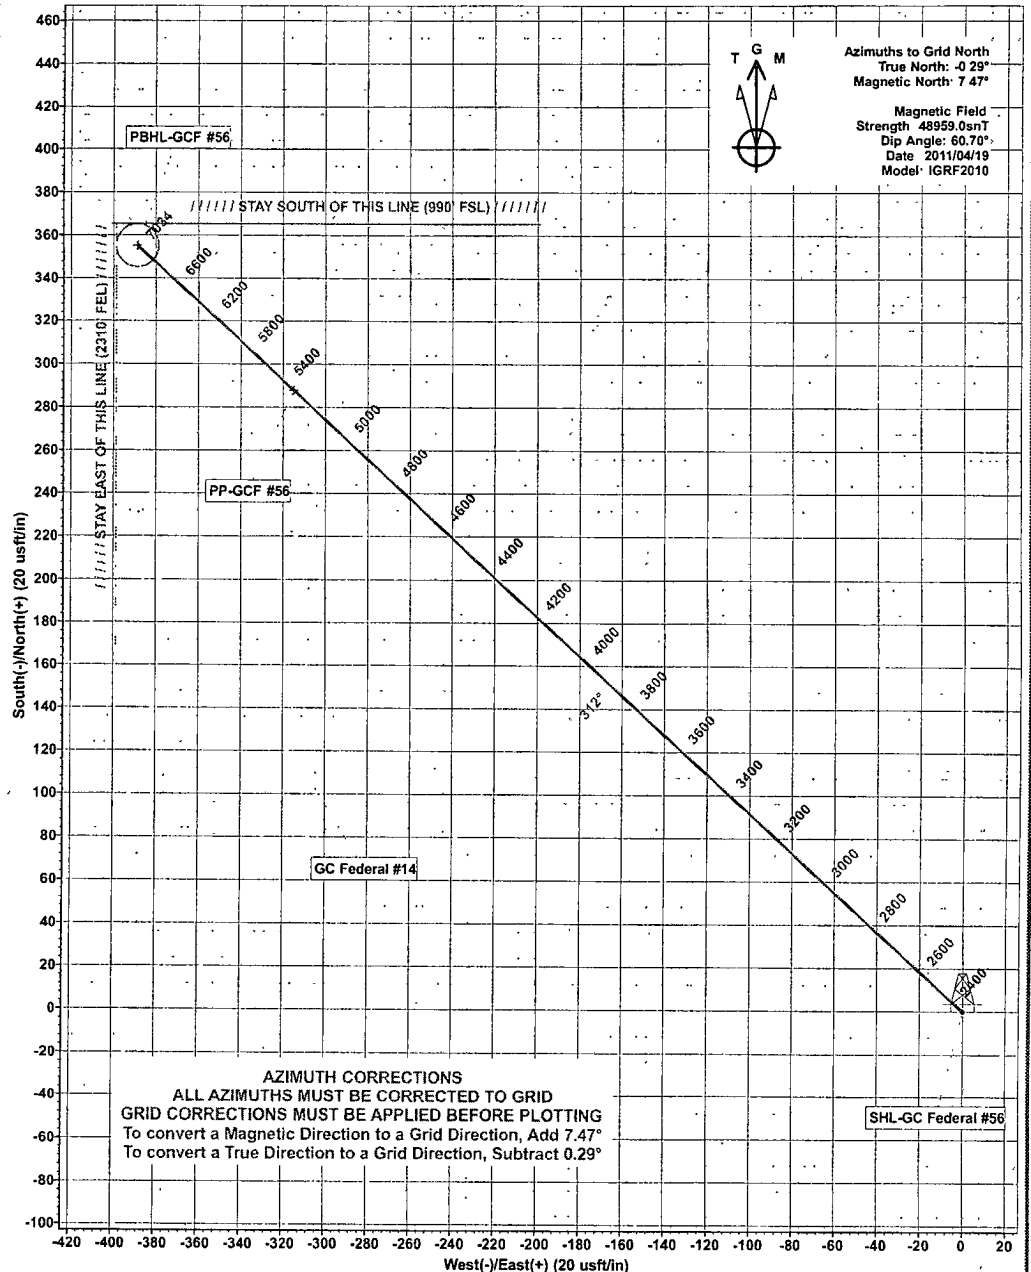 T G M
Azimuths to Grid North
True North: -0 29°
Magnetic North: 7 47°
Magnetic Field
Strength 48959.0snT
Dip Angle: 60.70°
Date 2011/04/19
Model: IGRF2010
PBHL-GCF #56
////// STAY SOUTH OF THIS LINE (990' FSL) ///////
////// STAY EAST OF THIS LINE (2310' FEL) ///////
7034
6600
6200
5800
5400
5000
4800
4600
4400
4200
4000
3800
3600
3400
3200
3000
2800
2600
2400
312°
PP-GCF #56
GC Federal #14
SHL-GC Federal #56
AZIMUTH CORRECTIONS
ALL AZIMUTHS MUST BE CORRECTED TO GRID
GRID CORRECTIONS MUST BE APPLIED BEFORE PLOTTING
To convert a Magnetic Direction to a Grid Direction, Add 7.47°
To convert a True Direction to a Grid Direction, Subtract 0.29°
South(-)/North(+) (20 usft/in)
460
440
420
400
380
360
340
320
300
280
260
240
220
200
180
160
140
120
100
80
60
40
20
0
-20
-40
-60
-80
-100
-420 -400 -380 -360 -340 -320 -300 -280 -260 -240 -220 -200 -180 -160 -140 -120 -100 -80 -60 -40 -20 0 20
West(-)/East(+) (20 usft/in)